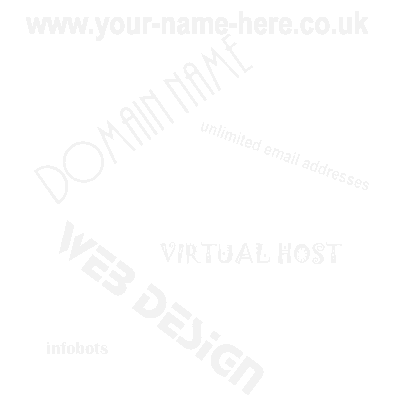 www.your-name-here.co.uk
DOMAIN NAME
unlimited email addresses
VIRTUAL HOST
WEB DESiGN
infobots